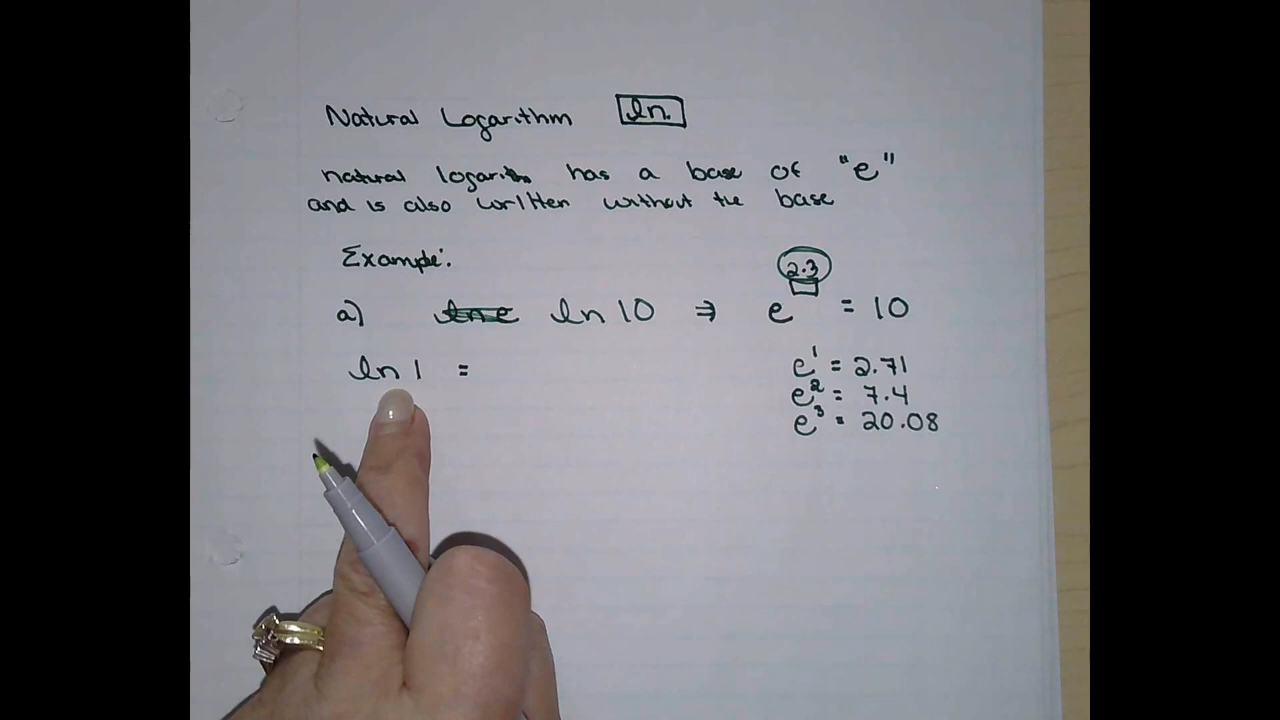 Natural Logarithm ln.
natural logarithm has a base of "e"
and is also written without the base
Example:
2.3
a) ln e ln 10 ⇒ e = 10
ln 1 =
e¹ = 2.71
e² = 7.4
e³ = 20.08